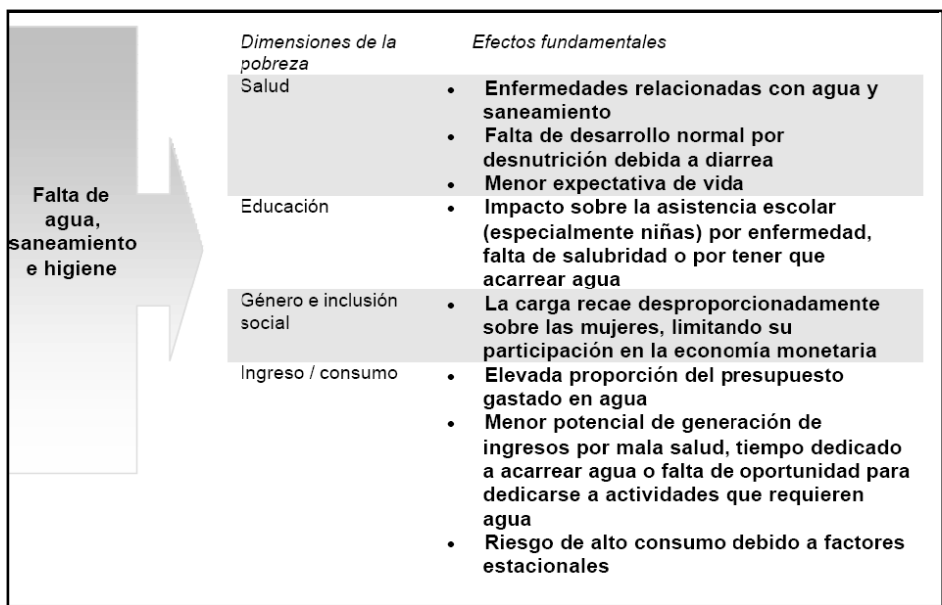 Falta de
agua,
saneamiento
e higiene
Dimensiones de la
pobreza
Efectos fundamentales
Salud
• Enfermedades relacionadas con agua y
saneamiento
• Falta de desarrollo normal por
desnutrición debida a diarrea
• Menor expectativa de vida
Educación
• Impacto sobre la asistencia escolar
(especialmente niñas) por enfermedad,
falta de salubridad o por tener que
acarrear agua
Género e inclusión
social
• La carga recae desproporcionadamente
sobre las mujeres, limitando su
participación en la economía monetaria
Ingreso / consumo
• Elevada proporción del presupuesto
gastado en agua
• Menor potencial de generación de
ingresos por mala salud, tiempo dedicado
a acarrear agua o falta de oportunidad para
dedicarse a actividades que requieren
agua
• Riesgo de alto consumo debido a factores
estacionales